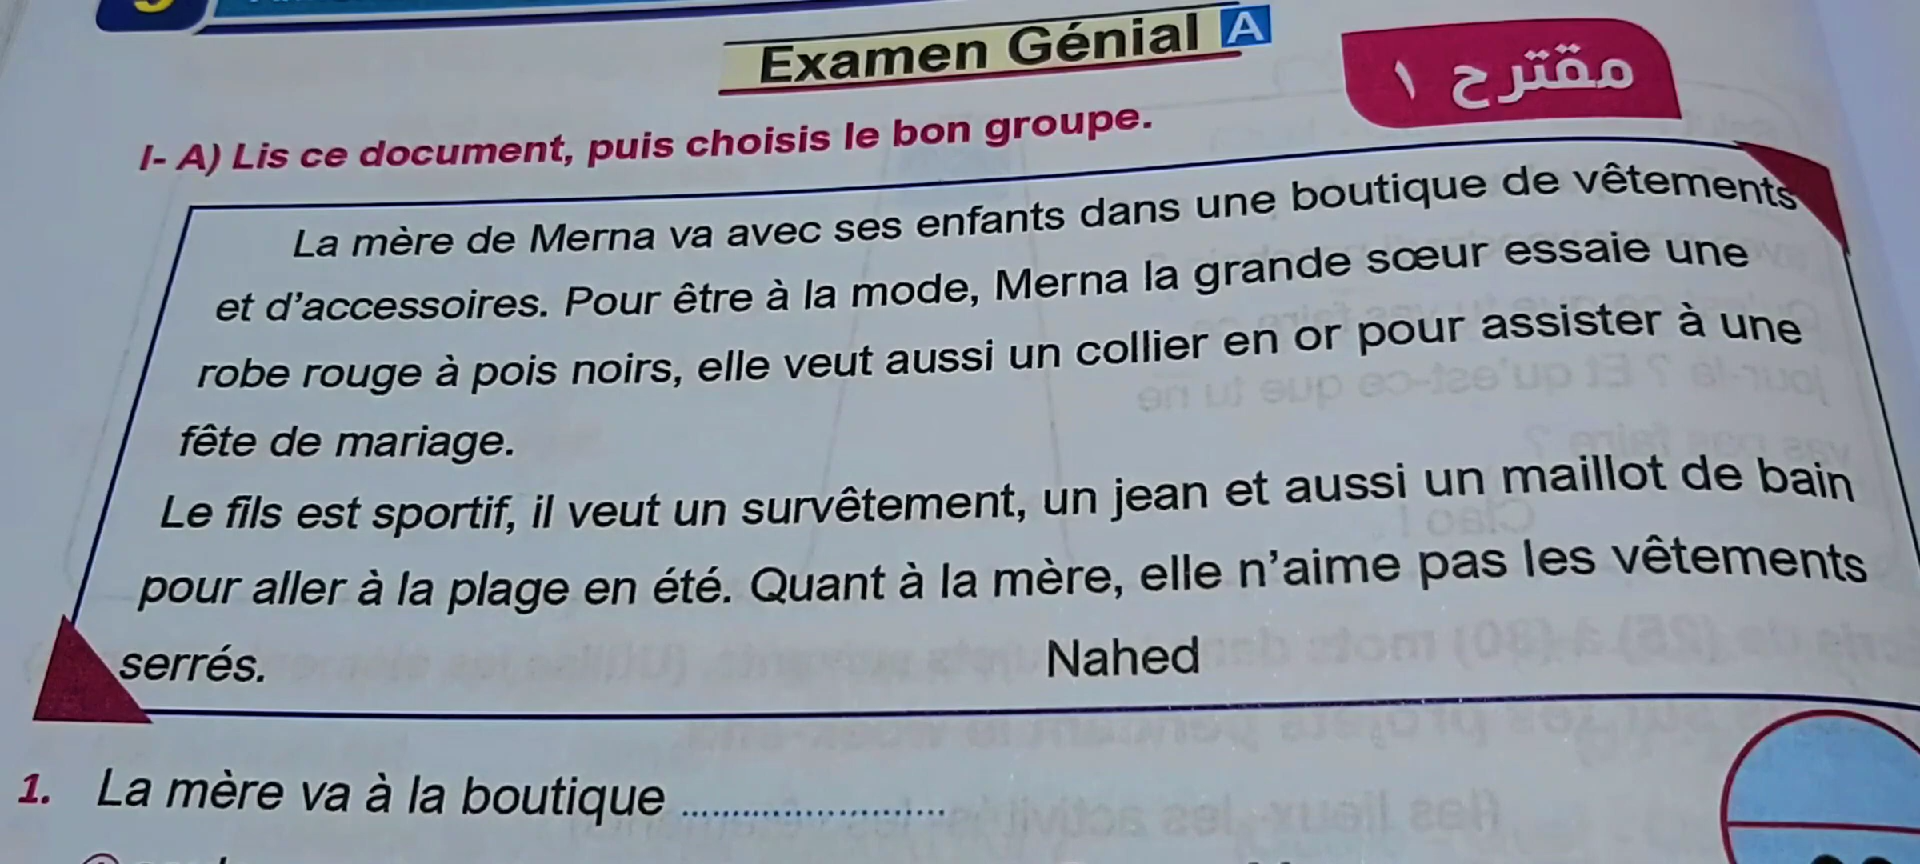 Examen Génial A
مقترح ١
I- A) Lis ce document, puis choisis le bon groupe.
La mère de Merna va avec ses enfants dans une boutique de vêtements
et d'accessoires. Pour être à la mode, Merna la grande sœur essaie une
robe rouge à pois noirs, elle veut aussi un collier en or pour assister à une
fête de mariage.
Le fils est sportif, il veut un survêtement, un jean et aussi un maillot de bain
pour aller à la plage en été. Quant à la mère, elle n'aime pas les vêtements
serrés.
Nahed
1. La mère va à la boutique ........................